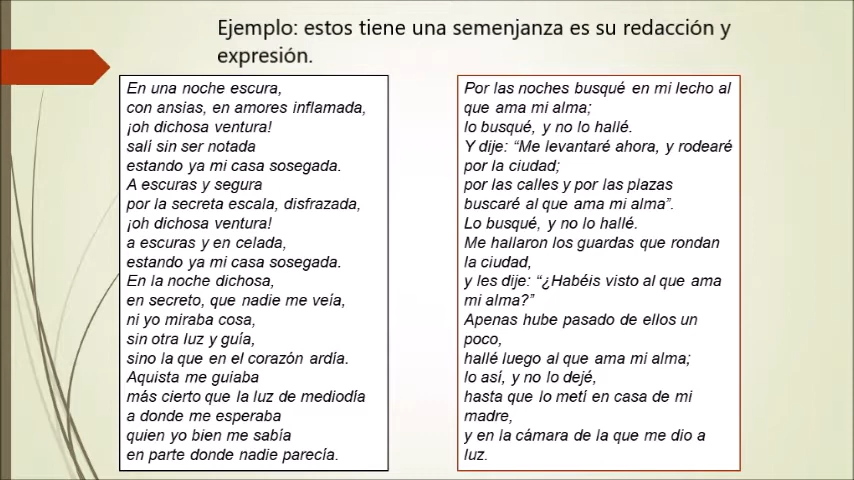 Ejemplo: estos tiene una semenjanza es su redacción y
expresión.
En una noche escura,
con ansias, en amores inflamada,
¡oh dichosa ventura!
salí sin ser notada
estando ya mi casa sosegada.
A escuras y segura
por la secreta escala, disfrazada,
¡oh dichosa ventura!
a escuras y en celada,
estando ya mi casa sosegada.
En la noche dichosa,
en secreto, que nadie me veía,
ni yo miraba cosa,
sin otra luz y guía,
sino la que en el corazón ardía.
Aquista me guiaba
más cierto que la luz de mediodía
a donde me esperaba
quien yo bien me sabía
en parte donde nadie parecía.
Por las noches busqué en mi lecho al
que ama mi alma;
lo busqué, y no lo hallé.
Y dije: “Me levantaré ahora, y rodearé
por la ciudad;
por las calles y por las plazas
buscaré al que ama mi alma”.
Lo busqué, y no lo hallé.
Me hallaron los guardas que rondan
la ciudad,
y les dije: “¿Habéis visto al que ama
mi alma?”
Apenas hube pasado de ellos un
poco,
hallé luego al que ama mi alma;
lo así, y no lo dejé,
hasta que lo metí en casa de mi
madre,
y en la cámara de la que me dio a
luz.